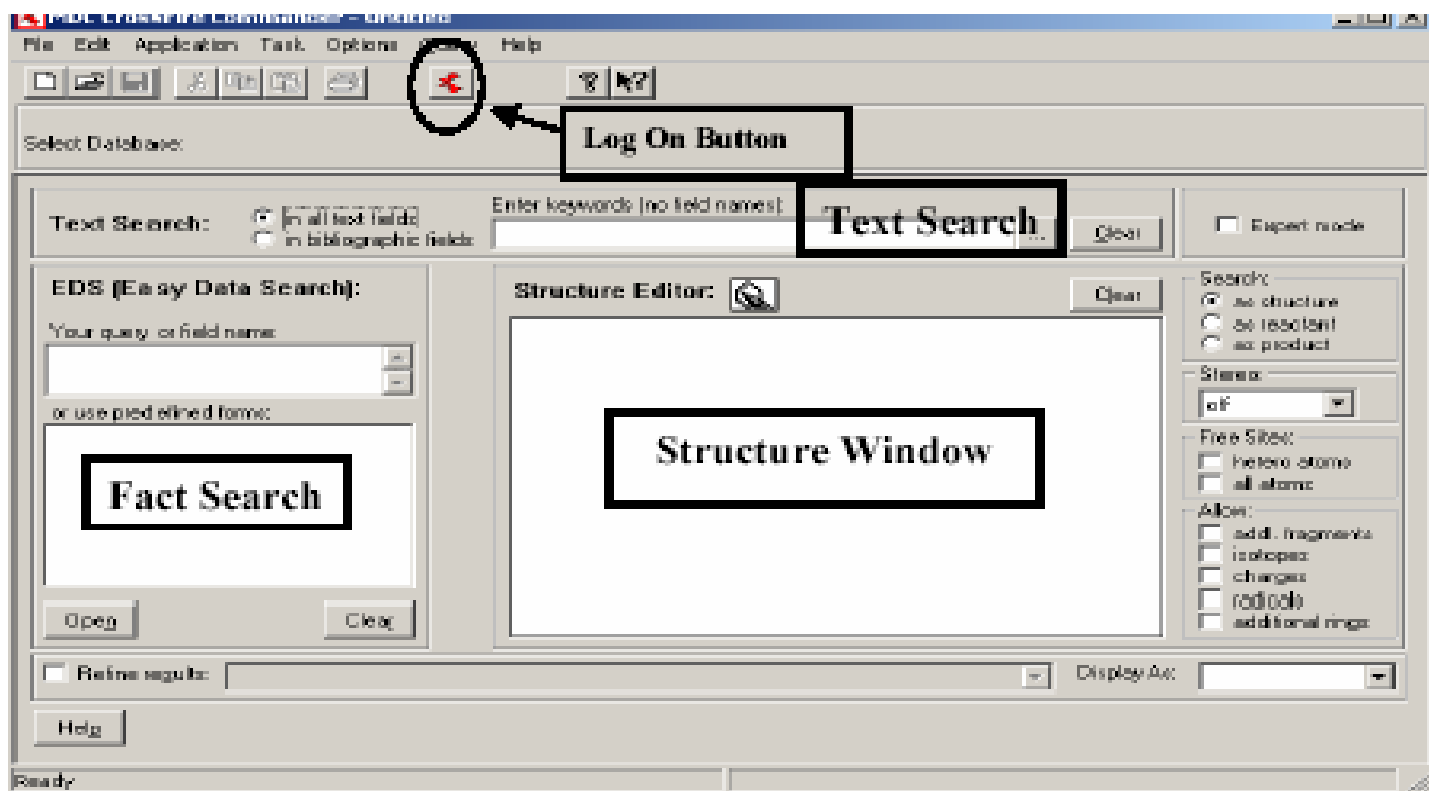 MDL CrossFire Commander - Untitled
File Edit Application Task Options Help
Log On Button
Select Database:
Text Search: in all text fields
in bibliographic fields
Enter keywords (no field names):
Text Search
...
Clear
Expert mode
EDS (Easy Data Search):
Your query or field name:
or use predefined forms:
Fact Search
Open Clear
Structure Editor:
Clear
Structure Window
Search:
as structure
as reactant
as product
Stereo:
off
Free Sites:
hetero atoms
all atoms
Allow:
addl. fragments
isotopes
charges
radicals
additional rings
Refine results: Display As:
Help
Ready